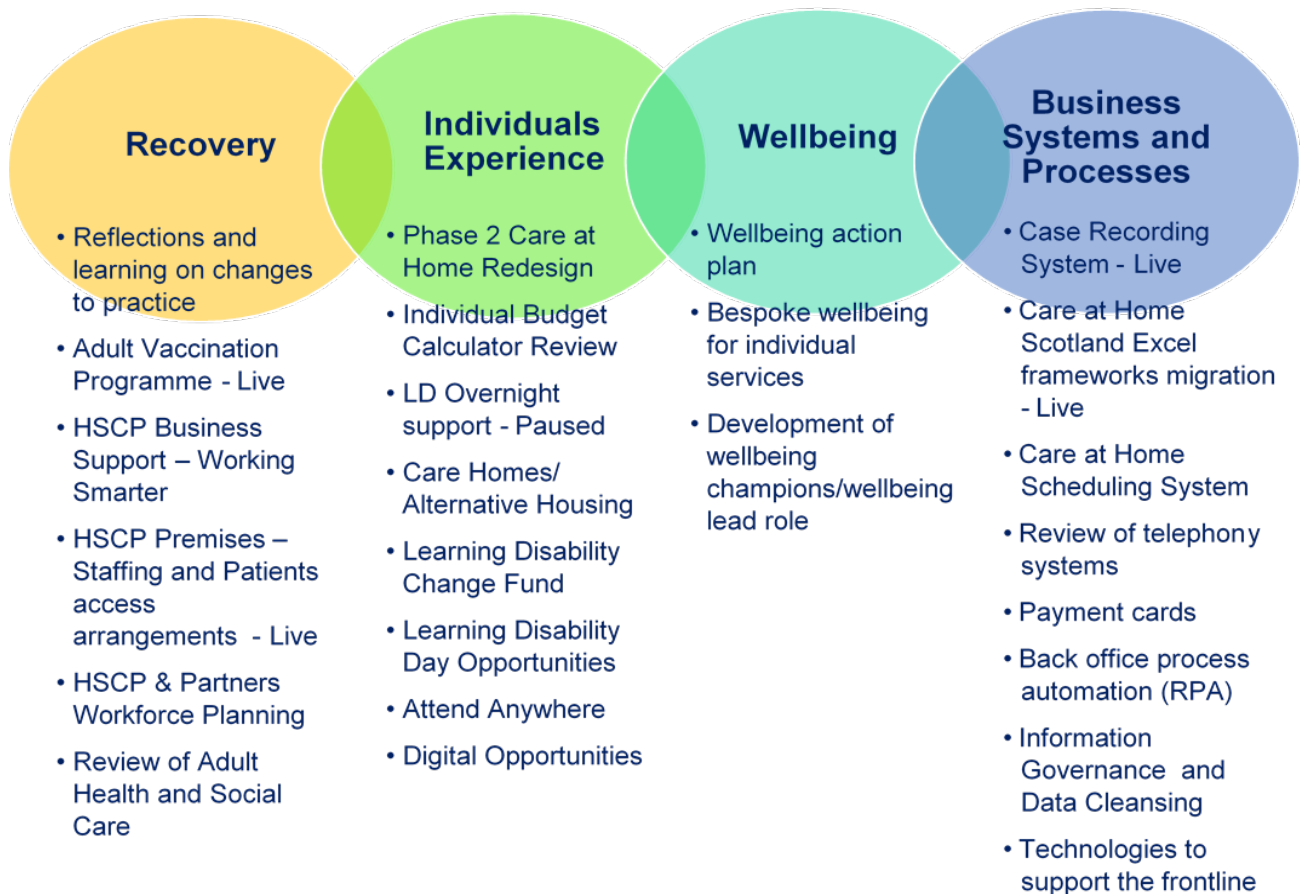 Recovery
• Reflections and
learning on changes
to practice
• Adult Vaccination
Programme - Live
• HSCP Business
Support – Working
Smarter
• HSCP Premises –
Staffing and Patients
access
arrangements - Live
• HSCP & Partners
Workforce Planning
• Review of Adult
Health and Social
Care
Individuals
Experience
• Phase 2 Care at
Home Redesign
• Individual Budget
Calculator Review
• LD Overnight
support - Paused
• Care Homes/
Alternative Housing
• Learning Disability
Change Fund
• Learning Disability
Day Opportunities
• Attend Anywhere
• Digital Opportunities
Wellbeing
• Wellbeing action
plan
• Bespoke wellbeing
for individual
services
• Development of
wellbeing
champions/wellbeing
lead role
Business
Systems and
Processes
• Case Recording
System - Live
• Care at Home
Scotland Excel
frameworks migration
- Live
• Care at Home
Scheduling System
• Review of telephony
systems
• Payment cards
• Back office process
automation (RPA)
• Information
Governance and
Data Cleansing
• Technologies to
support the frontline